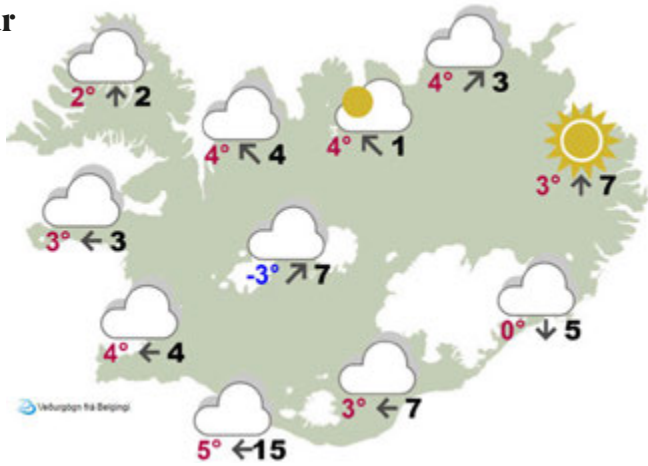 ur
4° ↗ 3
2° ↑ 2
4° ↖ 4
4° ↖ 1
3° ↑ 7
3° ← 3
-3° ↗ 7
0° ↓ 5
4° ← 4
3° ← 7
Veðurgögn frá Belgingi
5° ←15